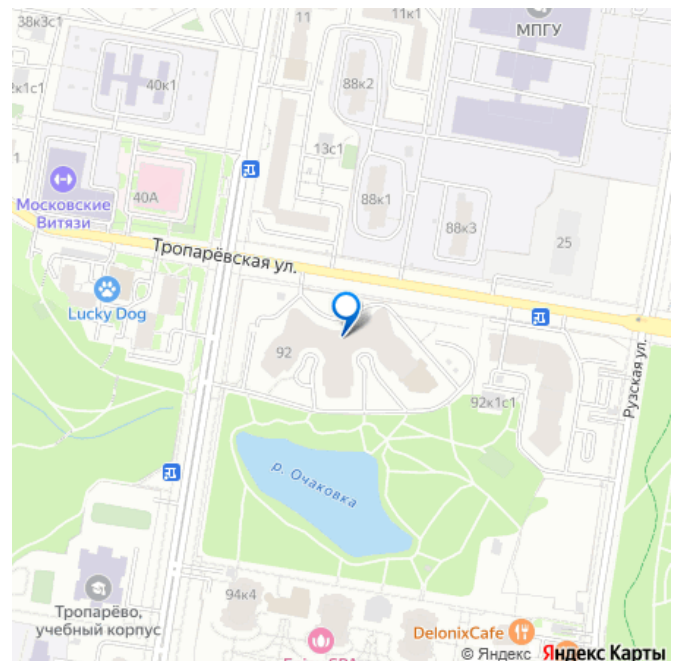 38к3с1
11
11к1
МПГУ
40к1
88к2
13с1
40А
Московские
Витязи
88к1
88к3
25
Тропарёвская ул.
Lucky Dog
92
92к1с1
Рузская ул.
р. Очаковка
94к4
Тропарёво,
учебный корпус
DelonixCafe
© Яндекс Яндекс Карты